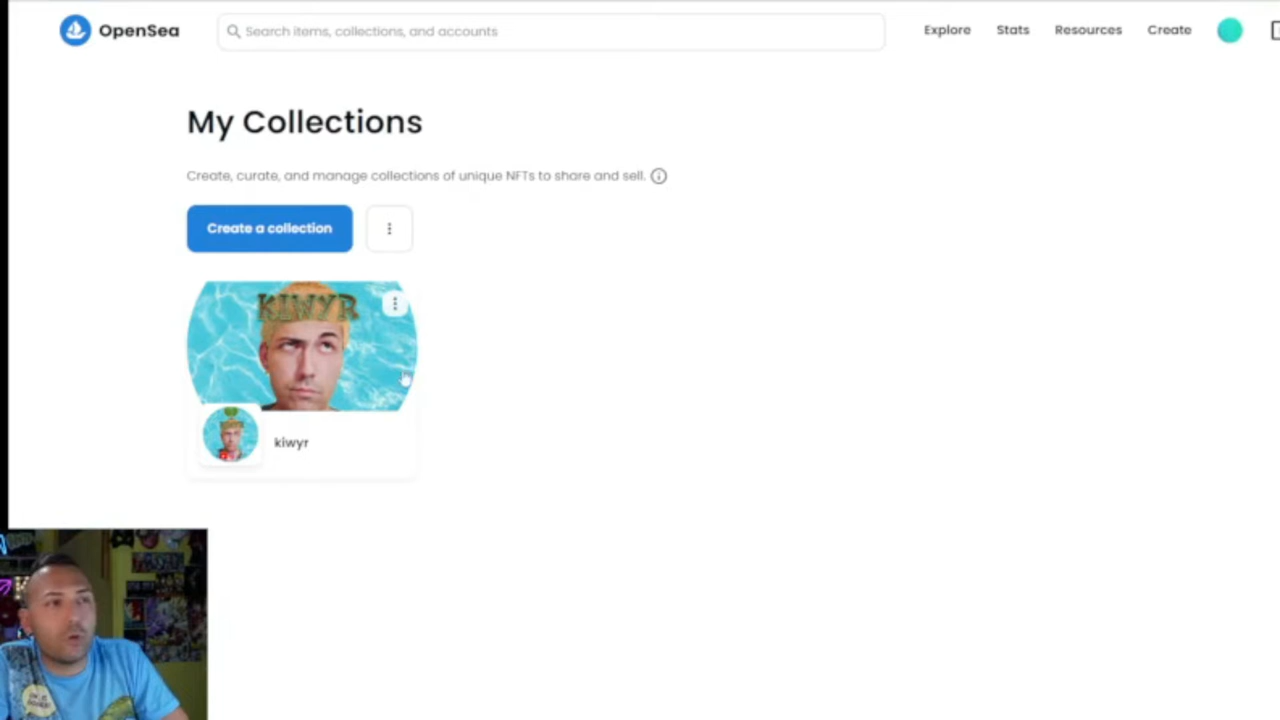 OpenSea
Search items, collections, and accounts
Explore
Stats
Resources
Create
My Collections
Create, curate, and manage collections of unique NFTs to share and sell.
Create a collection
KIWYR
kiwyr